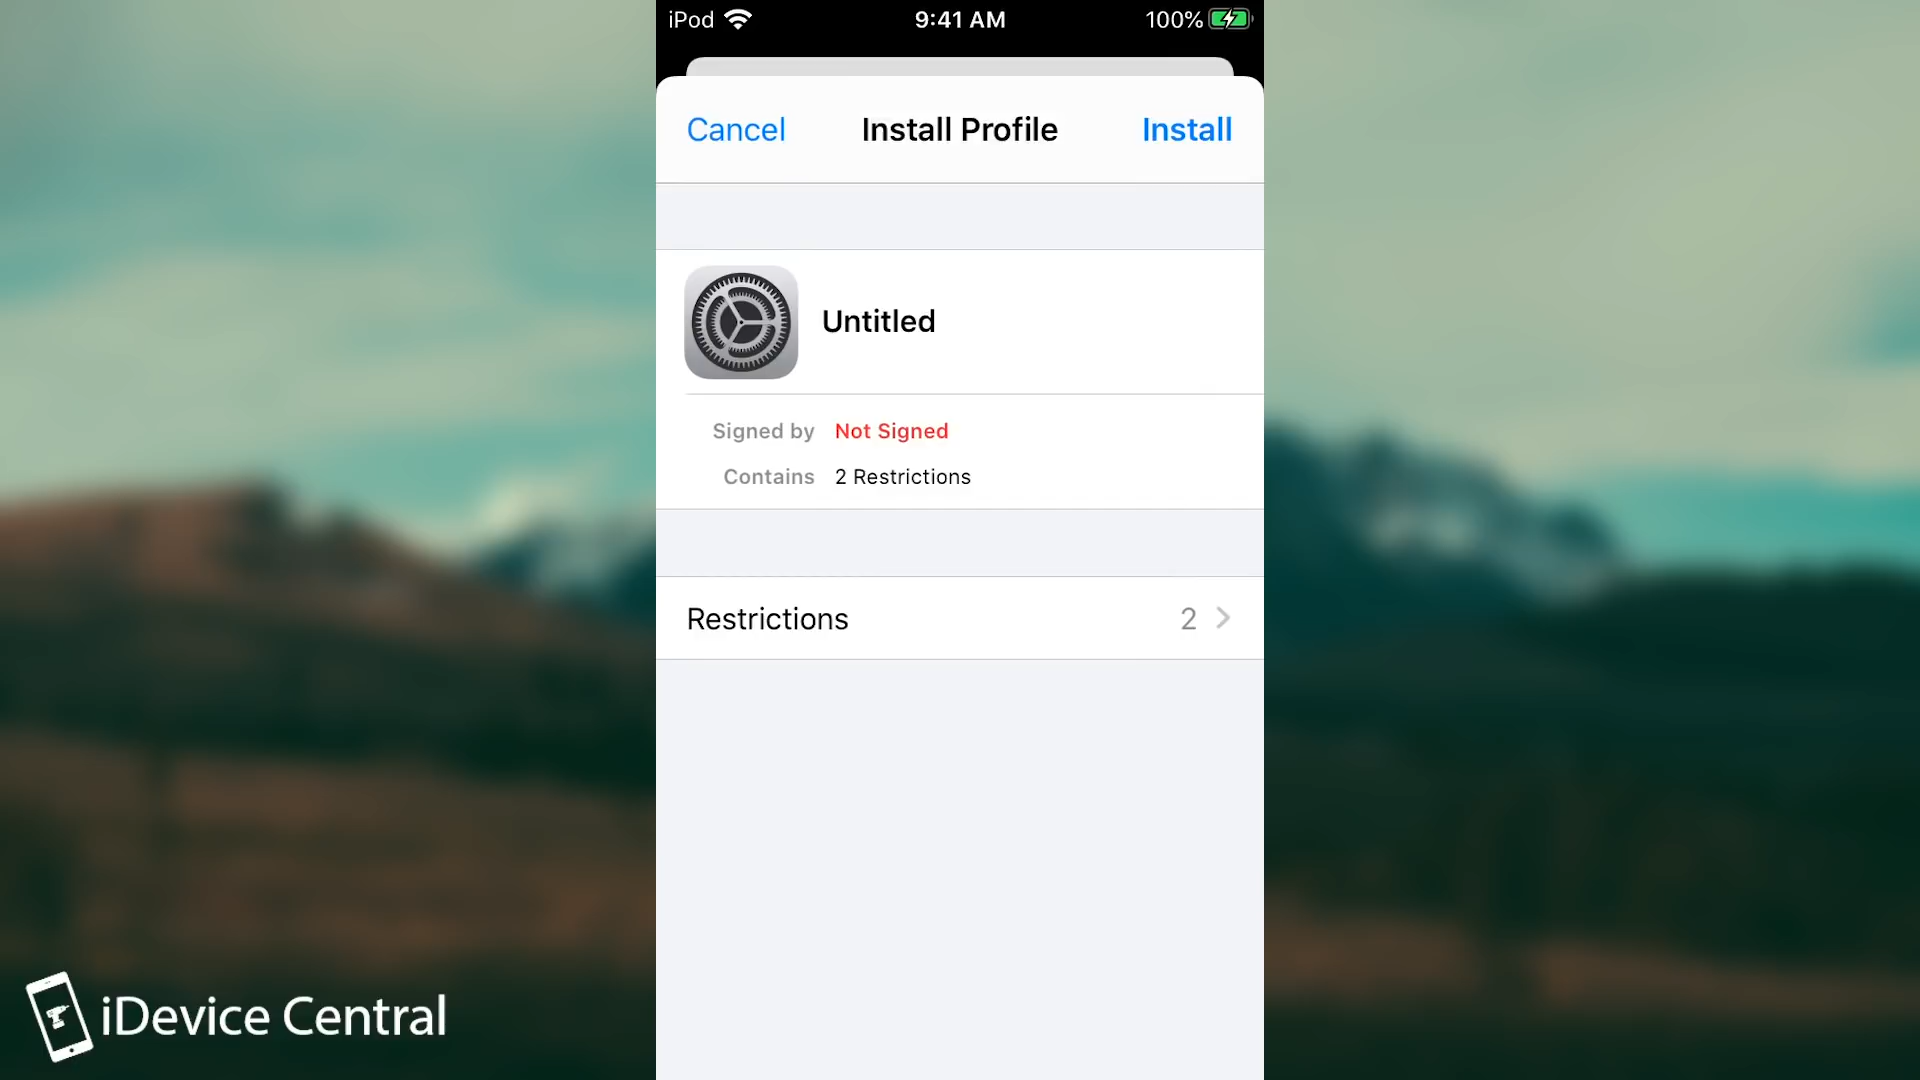 iPod 9:41 AM 100%
Cancel Install Profile Install
Untitled
Signed by Not Signed
Contains 2 Restrictions
Restrictions 2
iDevice Central